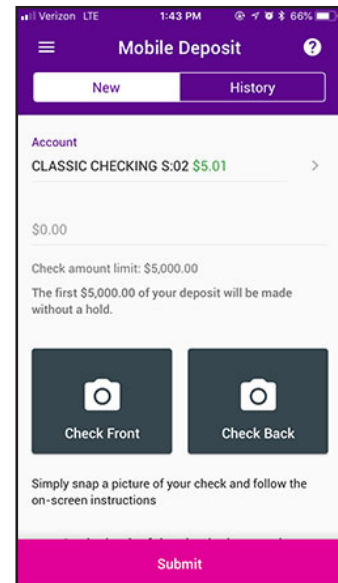 Verizon LTE 1:43 PM 66%
Mobile Deposit ?
New History
Account
CLASSIC CHECKING S:02 $5.01
$0.00
Check amount limit: $5,000.00
The first $5,000.00 of your deposit will be made
without a hold.
Check Front Check Back
Simply snap a picture of your check and follow the
on-screen instructions
Submit